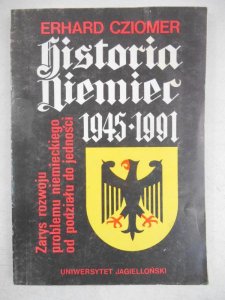 ERHARD CZIOMER
Historia
Niemiec
1945-1991
Zarys rozwoju
problemu niemieckiego
od podziału do jedności
UNIWERSYTET JAGIELLOŃSKI